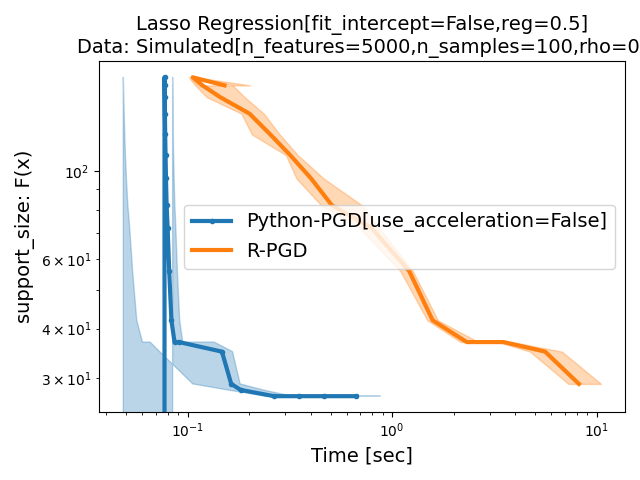 Lasso Regression[fit_intercept=False,reg=0.5]
Data: Simulated[n_features=5000,n_samples=100,rho=0
support_size: F(x)
10²
6 × 10¹
4 × 10¹
3 × 10¹
Python-PGD[use_acceleration=False]
R-PGD
10⁻¹
10⁰
10¹
Time [sec]